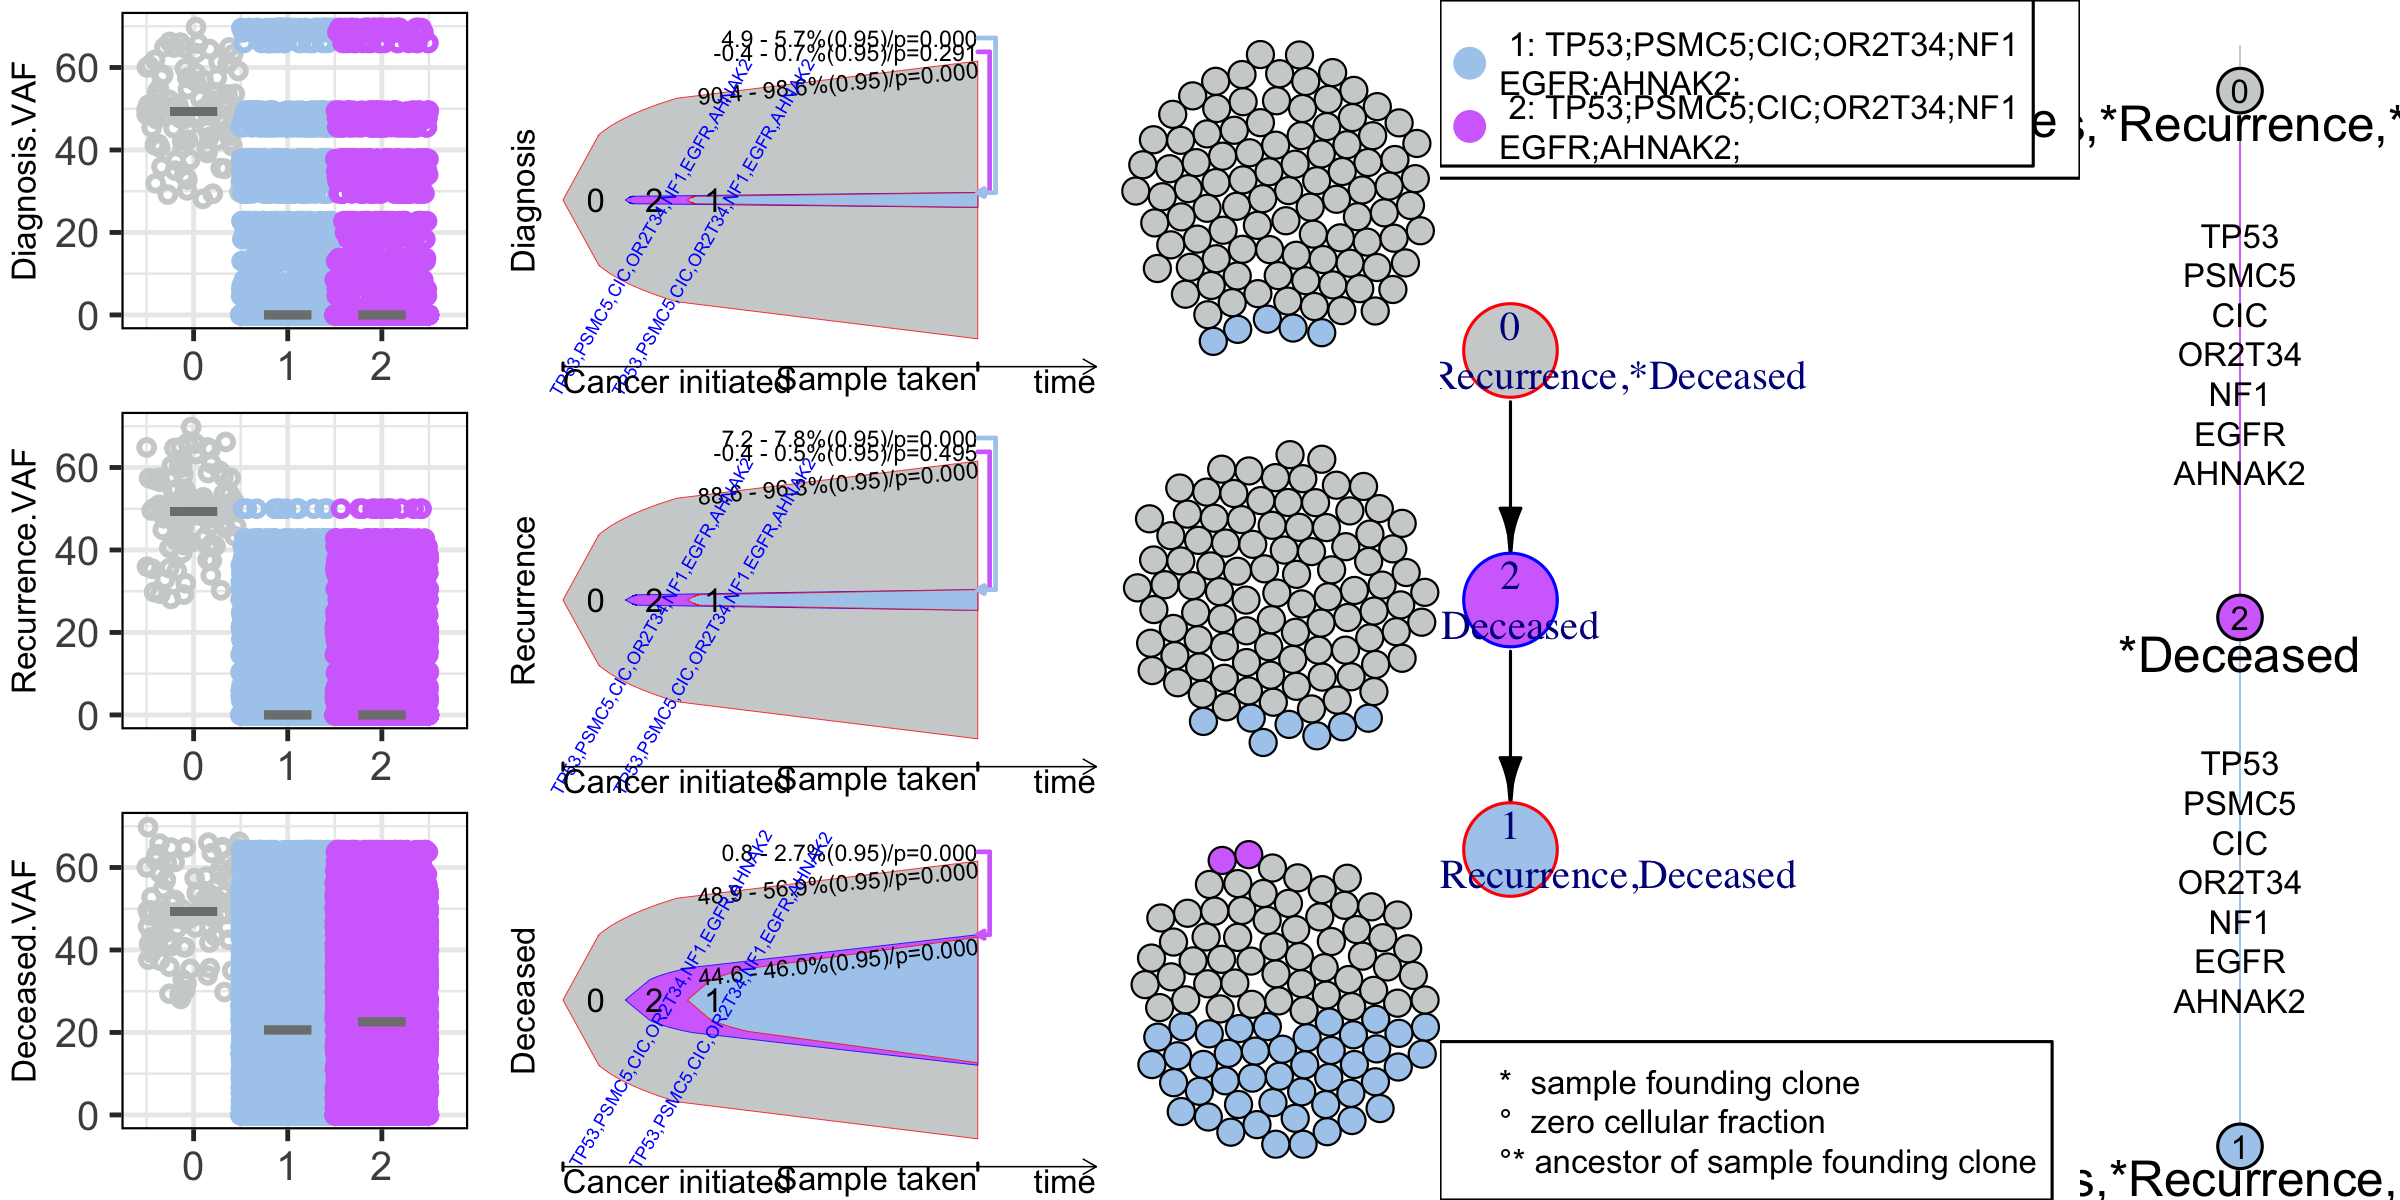 Diagnosis.VAF
60
40
20
0
0 1 2
Diagnosis
4.9 - 5.7%(0.95)/p=0.000
-0.4 - 0.7%(0.95)/p=0.291
90.4 - 98.6%(0.95)/p=0.000
0 2 1
TP53,PSMC5,CIC,OR2T34,NF1,EGFR,AHNAK2
TP53,PSMC5,CIC,OR2T34,NF1,EGFR,AHNAK2
Cancer initiated
Sample taken
time
Recurrence.VAF
60
40
20
0
0 1 2
Recurrence
7.2 - 7.8%(0.95)/p=0.000
-0.4 - 0.5%(0.95)/p=0.495
88.6 - 96.3%(0.95)/p=0.000
0 2 1
TP53,PSMC5,CIC,OR2T34,NF1,EGFR,AHNAK2
TP53,PSMC5,CIC,OR2T34,NF1,EGFR,AHNAK2
Cancer initiated
Sample taken
time
Deceased.VAF
60
40
20
0
0 1 2
Deceased
0.8 - 2.7%(0.95)/p=0.000
48.9 - 56.9%(0.95)/p=0.000
44.6 - 46.0%(0.95)/p=0.000
0 2 1
TP53,PSMC5,CIC,OR2T34,NF1,EGFR,AHNAK2
TP53,PSMC5,CIC,OR2T34,NF1,EGFR,AHNAK2
Cancer initiated
Sample taken
time
1: TP53;PSMC5;CIC;OR2T34;NF1
EGFR;AHNAK2;
2: TP53;PSMC5;CIC;OR2T34;NF1
EGFR;AHNAK2;
0
Recurrence,*Deceased
2
Deceased
1
Recurrence,Deceased
* sample founding clone
° zero cellular fraction
°* ancestor of sample founding clone
0
s,*Recurrence,*
TP53
PSMC5
CIC
OR2T34
NF1
EGFR
AHNAK2
2
*Deceased
TP53
PSMC5
CIC
OR2T34
NF1
EGFR
AHNAK2
1
s,*Recurrence,